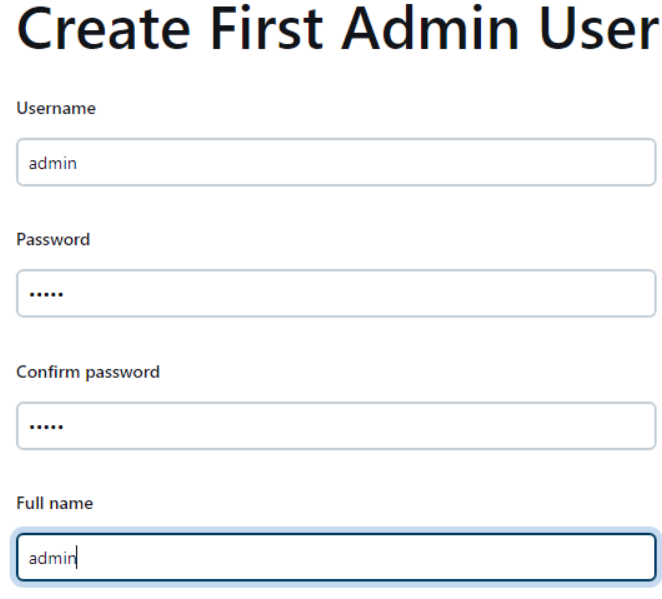 Create First Admin User
Username
admin
Password
•••••
Confirm password
•••••
Full name
admin